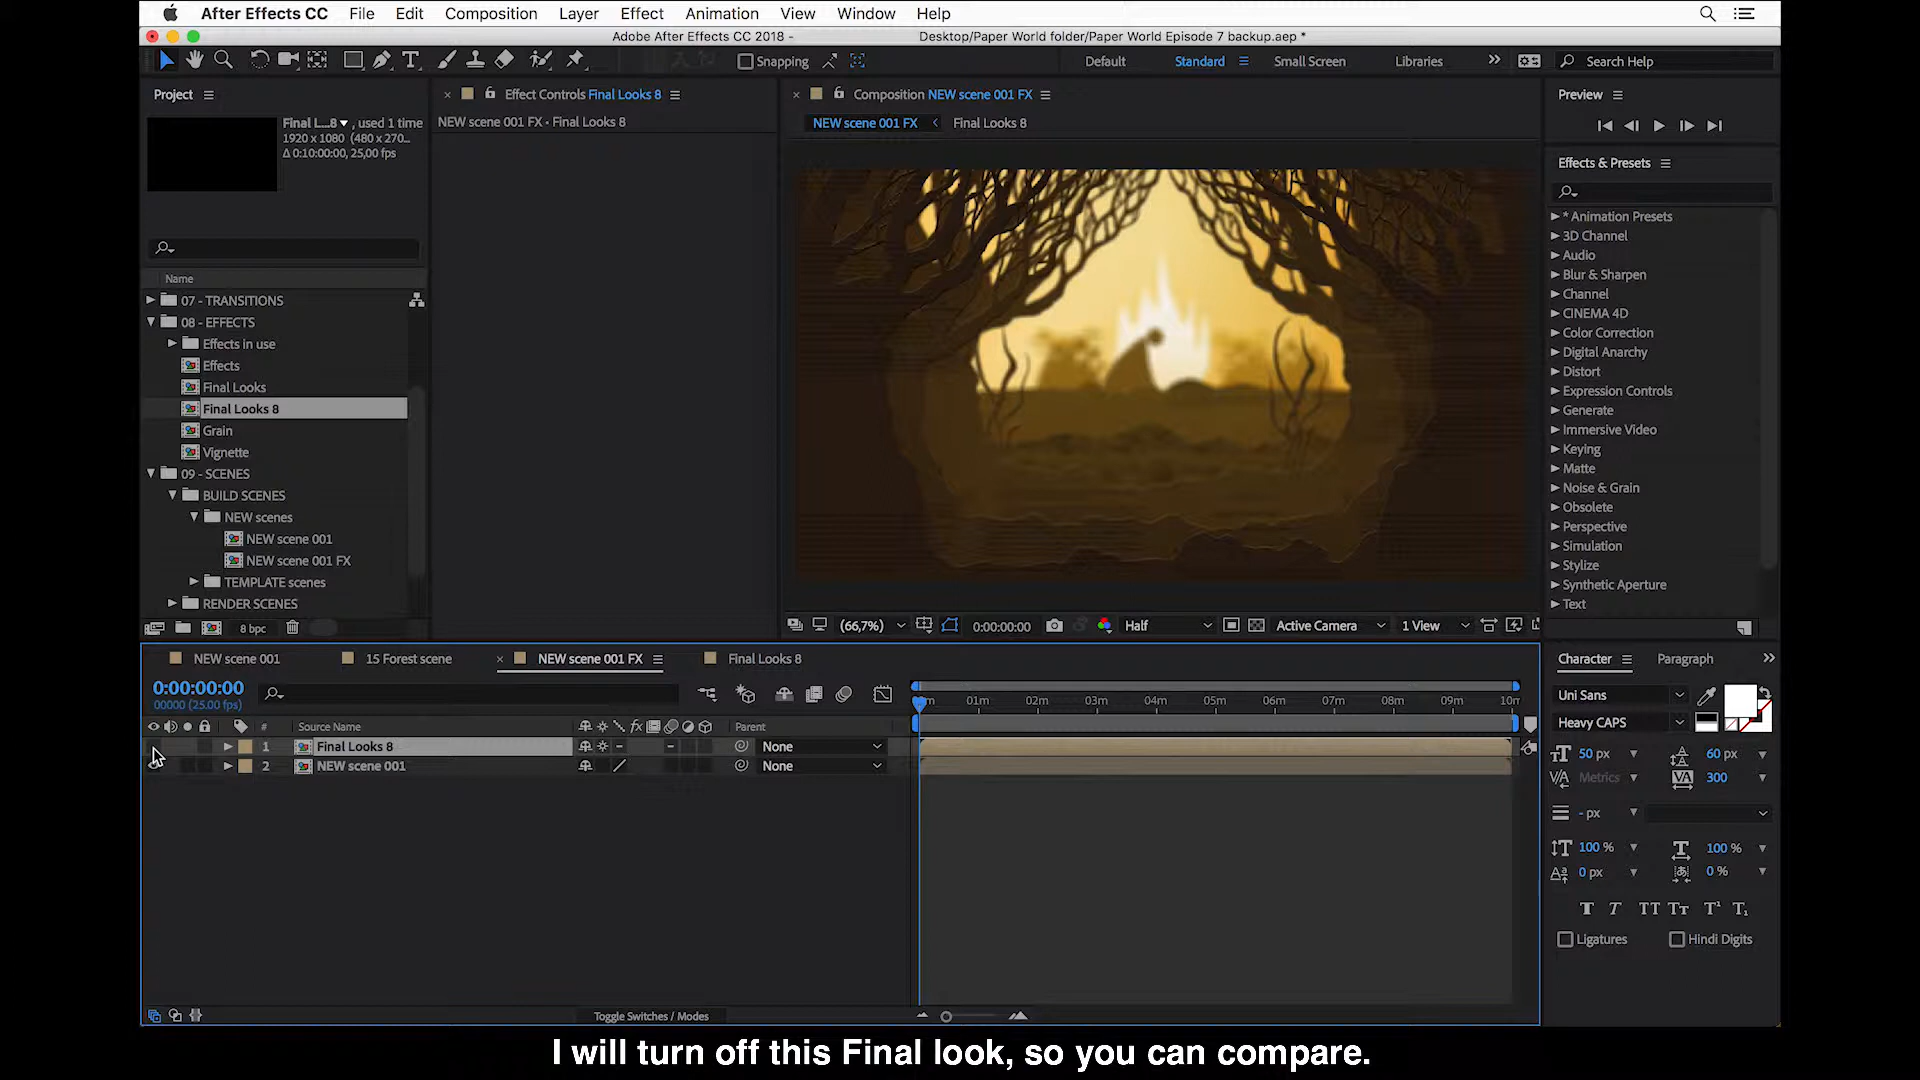 After Effects CC File Edit Composition Layer Effect Animation View Window Help
Adobe After Effects CC 2018 - Desktop/Paper World folder/Paper World Episode 7 backup.aep *
Snapping Default Standard Small Screen Libraries Search Help
Project
Effect Controls Final Looks 8
Composition NEW scene 001 FX
Preview
NEW scene 001 FX • Final Looks 8
NEW scene 001 FX Final Looks 8
Final L...8 , used 1 time
1920 x 1080 (480 x 270...
Δ 0:10:00:00, 25,00 fps
Name
07 - TRANSITIONS
08 - EFFECTS
Effects in use
Effects
Final Looks
Final Looks 8
Grain
Vignette
09 - SCENES
BUILD SCENES
NEW scenes
NEW scene 001
NEW scene 001 FX
TEMPLATE scenes
RENDER SCENES
8 bpc
(66,7%) 0:00:00:00 Half Active Camera 1 View
Effects & Presets
* Animation Presets
3D Channel
Audio
Blur & Sharpen
Channel
CINEMA 4D
Color Correction
Digital Anarchy
Distort
Expression Controls
Generate
Immersive Video
Keying
Matte
Noise & Grain
Obsolete
Perspective
Simulation
Stylize
Synthetic Aperture
Text
NEW scene 001 15 Forest scene NEW scene 001 FX Final Looks 8
0:00:00:00
00000 (25.00 fps)
01m 02m 03m 04m 05m 06m 07m 08m 09m 10m
# Source Name fx Parent
1 Final Looks 8 None
2 NEW scene 001 None
Toggle Switches / Modes
Character Paragraph
Uni Sans
Heavy CAPS
50 px 60 px
Metrics 300
- px
100 % 100 %
0 px 0 %
T T TT Tт T¹ T₁
Ligatures Hindi Digits
I will turn off this Final look, so you can compare.